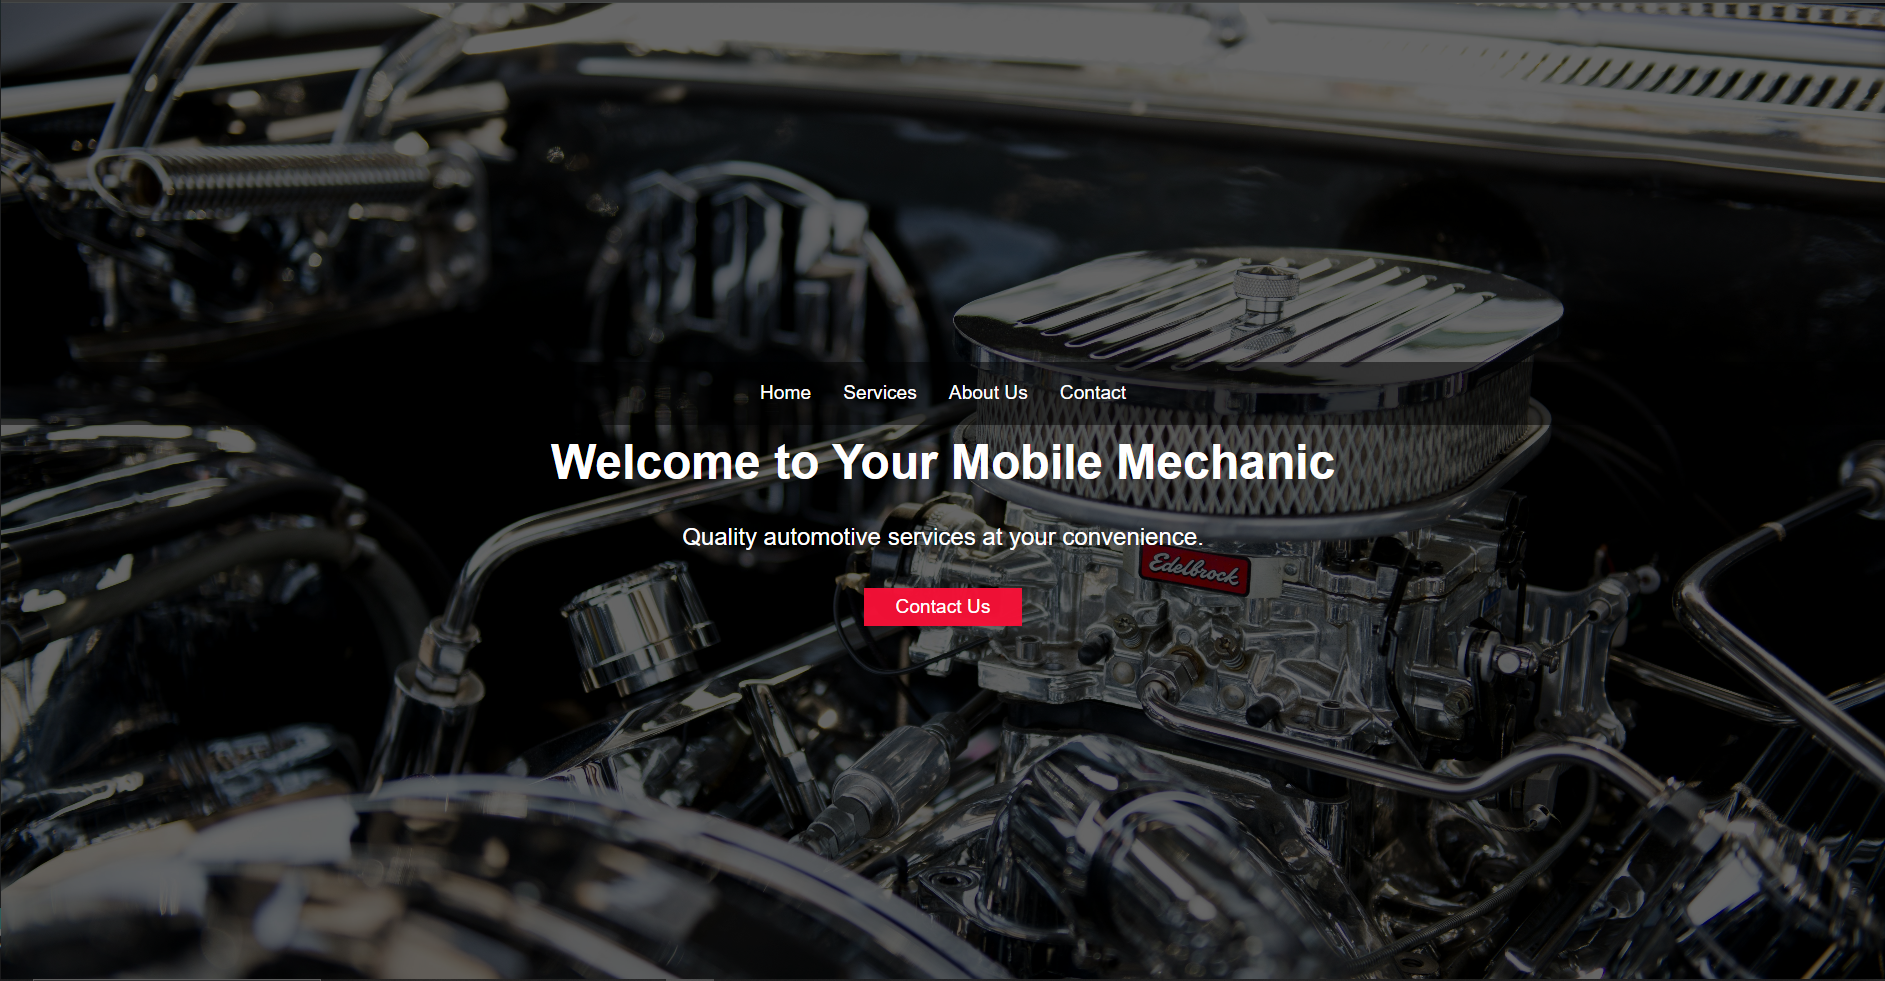 Home Services About Us Contact
Welcome to Your Mobile Mechanic
Quality automotive services at your convenience.
Edelbrock
Contact Us